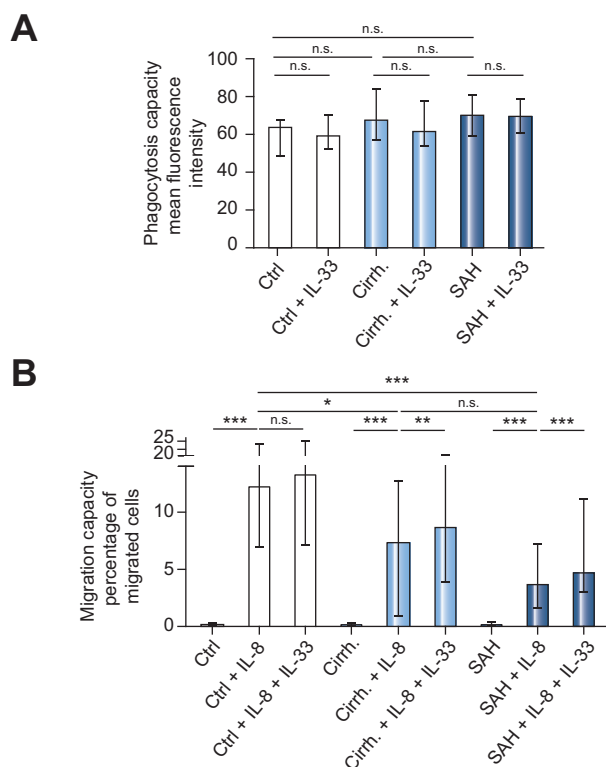 A
n.s.
n.s. n.s.
n.s. n.s. n.s.
Phagocytosis capacity
mean fluorescence
intensity
100
80
60
40
20
0
Ctrl
Ctrl + IL-33
Cirrh.
Cirrh. + IL-33
SAH
SAH + IL-33
B
***
* n.s.
*** n.s. *** ** *** ***
Migration capacity
percentage of
migrated cells
25
20
10
5
0
Ctrl
Ctrl + IL-8
Ctrl + IL-8 + IL-33
Cirrh.
Cirrh. + IL-8
Cirrh. + IL-8 + IL-33
SAH
SAH + IL-8
SAH + IL-8 + IL-33